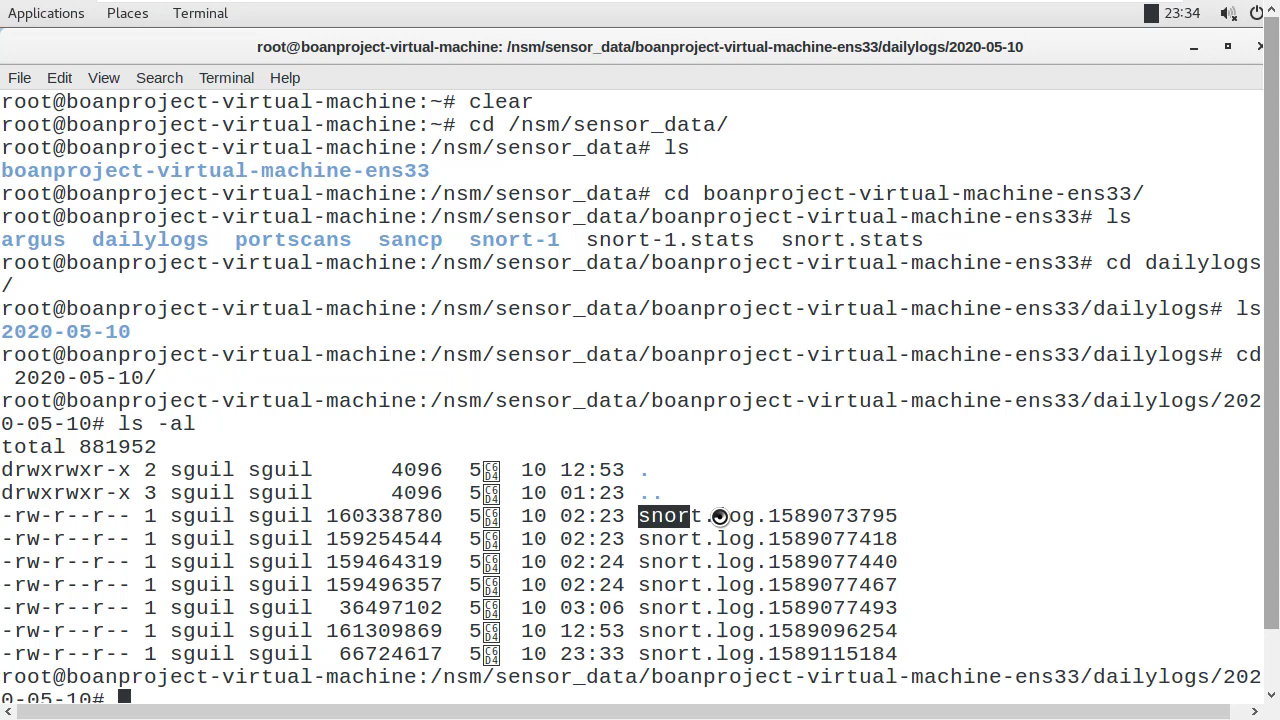 Applications Places Terminal 23:34
root@boanproject-virtual-machine: /nsm/sensor_data/boanproject-virtual-machine-ens33/dailylogs/2020-05-10
File Edit View Search Terminal Help
root@boanproject-virtual-machine:~# clear
root@boanproject-virtual-machine:~# cd /nsm/sensor_data/
root@boanproject-virtual-machine:/nsm/sensor_data# ls
boanproject-virtual-machine-ens33
root@boanproject-virtual-machine:/nsm/sensor_data# cd boanproject-virtual-machine-ens33/
root@boanproject-virtual-machine:/nsm/sensor_data/boanproject-virtual-machine-ens33# ls
argus dailylogs portscans sancp snort-1 snort-1.stats snort.stats
root@boanproject-virtual-machine:/nsm/sensor_data/boanproject-virtual-machine-ens33# cd dailylogs
/
root@boanproject-virtual-machine:/nsm/sensor_data/boanproject-virtual-machine-ens33/dailylogs# ls
2020-05-10
root@boanproject-virtual-machine:/nsm/sensor_data/boanproject-virtual-machine-ens33/dailylogs# cd
2020-05-10/
root@boanproject-virtual-machine:/nsm/sensor_data/boanproject-virtual-machine-ens33/dailylogs/202
0-05-10# ls -al
total 881952
drwxrwxr-x 2 sguil sguil 4096 5 10 12:53 .
drwxrwxr-x 3 sguil sguil 4096 5 10 01:23 ..
-rw-r--r-- 1 sguil sguil 160338780 5 10 02:23 snort.log.1589073795
-rw-r--r-- 1 sguil sguil 159254544 5 10 02:23 snort.log.1589077418
-rw-r--r-- 1 sguil sguil 159464319 5 10 02:24 snort.log.1589077440
-rw-r--r-- 1 sguil sguil 159496357 5 10 02:24 snort.log.1589077467
-rw-r--r-- 1 sguil sguil 36497102 5 10 03:06 snort.log.1589077493
-rw-r--r-- 1 sguil sguil 161309869 5 10 12:53 snort.log.1589096254
-rw-r--r-- 1 sguil sguil 66724617 5 10 23:33 snort.log.1589115184
root@boanproject-virtual-machine:/nsm/sensor_data/boanproject-virtual-machine-ens33/dailylogs/202
0-05-10#